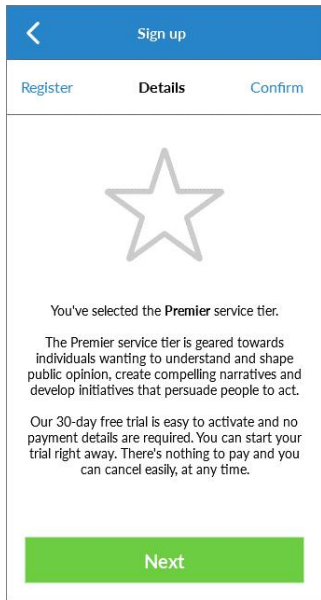 Sign up
Register Details Confirm
You've selected the Premier service tier.
The Premier service tier is geared towards
individuals wanting to understand and shape
public opinion, create compelling narratives and
develop initiatives that persuade people to act.
Our 30-day free trial is easy to activate and no
payment details are required. You can start your
trial right away. There's nothing to pay and you
can cancel easily, at any time.
Next